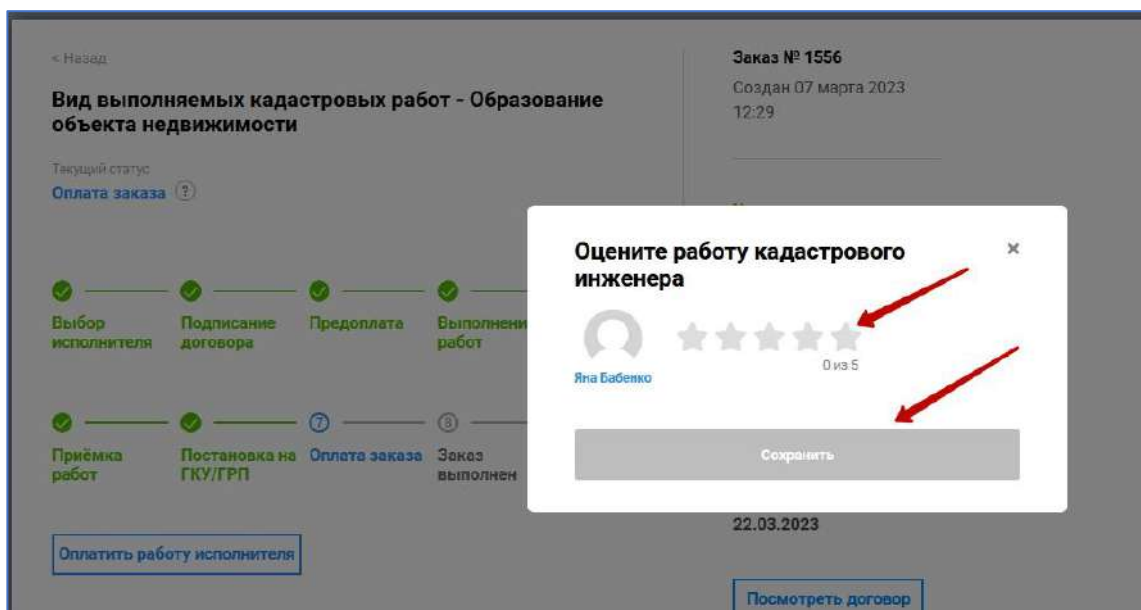 < Назад
Вид выполняемых кадастровых работ - Образование
объекта недвижимости
Текущий статус
Оплата заказа ?
Выбор
исполнителя
Подписание
договора
Предоплата
Выполнени
работ
Приёмка
работ
Постановка на
ГКУ/ГРП
7
Оплата заказа
8
Заказ
выполнен
Оплатить работу исполнителя
Заказ № 1556
Создан 07 марта 2023
12:29
Оцените работу кадастрового
инженера
×
Яна Бабенко
0 из 5
Сохранить
22.03.2023
Посмотреть договор